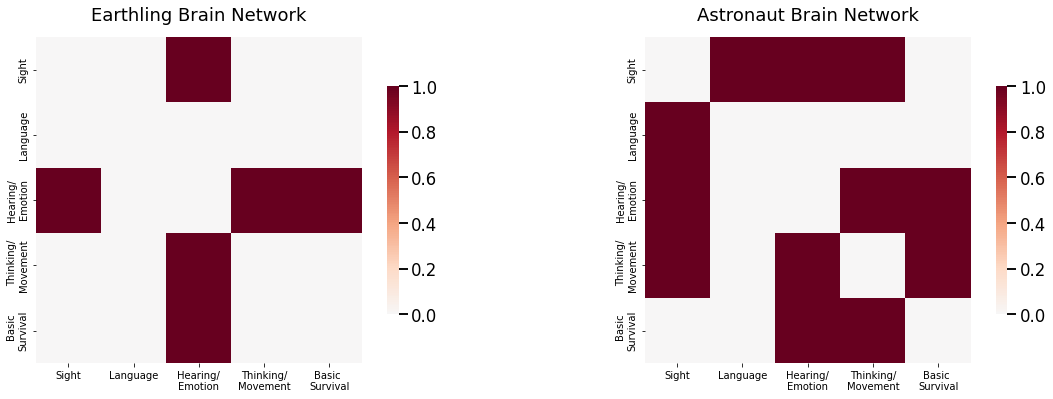 Earthling Brain Network
Sight
Language
Hearing/
Emotion
Thinking/
Movement
Basic
Survival
Sight
Language
Hearing/
Emotion
Thinking/
Movement
Basic
Survival
1.0
0.8
0.6
0.4
0.2
0.0
Astronaut Brain Network
Sight
Language
Hearing/
Emotion
Thinking/
Movement
Basic
Survival
Sight
Language
Hearing/
Emotion
Thinking/
Movement
Basic
Survival
1.0
0.8
0.6
0.4
0.2
0.0